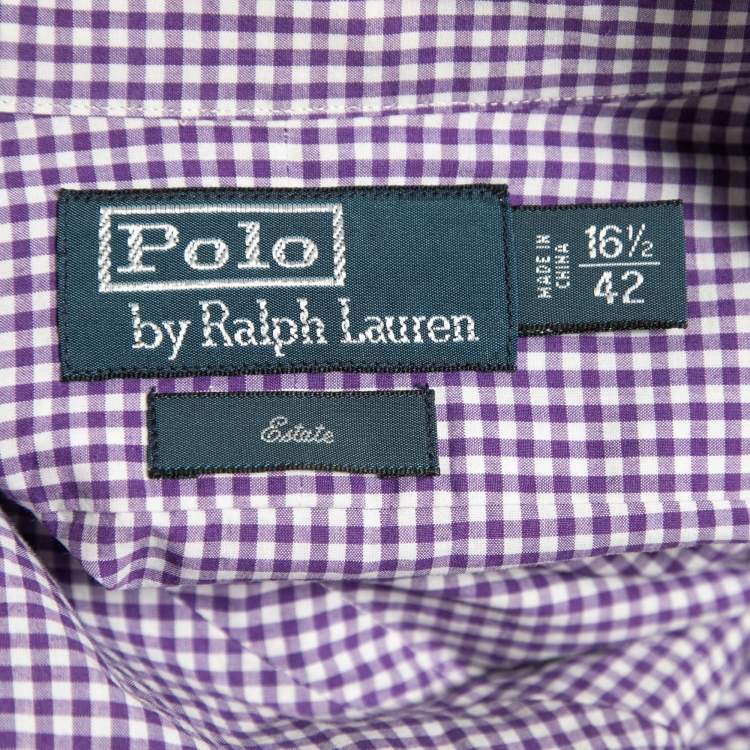 Polo
by Ralph Lauren
MADE IN
CHINA
16½
42
Estate